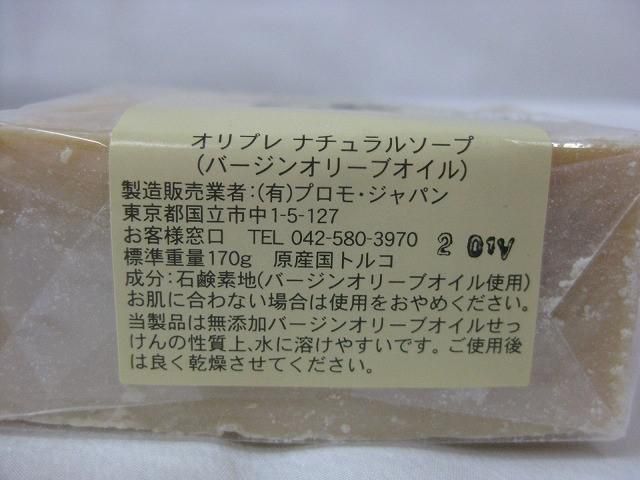 オリプレ ナチュラルソープ
(バージンオリーブオイル)
製造販売業者:(有)プロモ・ジャパン
東京都国立市中1-5-127
お客様窓口 TEL 042-580-3970 2 01V
標準重量170g 原産国トルコ
成分:石鹸素地(バージンオリーブオイル使用)
お肌に合わない場合は使用をおやめください。
当製品は無添加バージンオリーブオイルせっ
けんの性質上、水に溶けやすいです。ご使用後
は良く乾燥させてください。